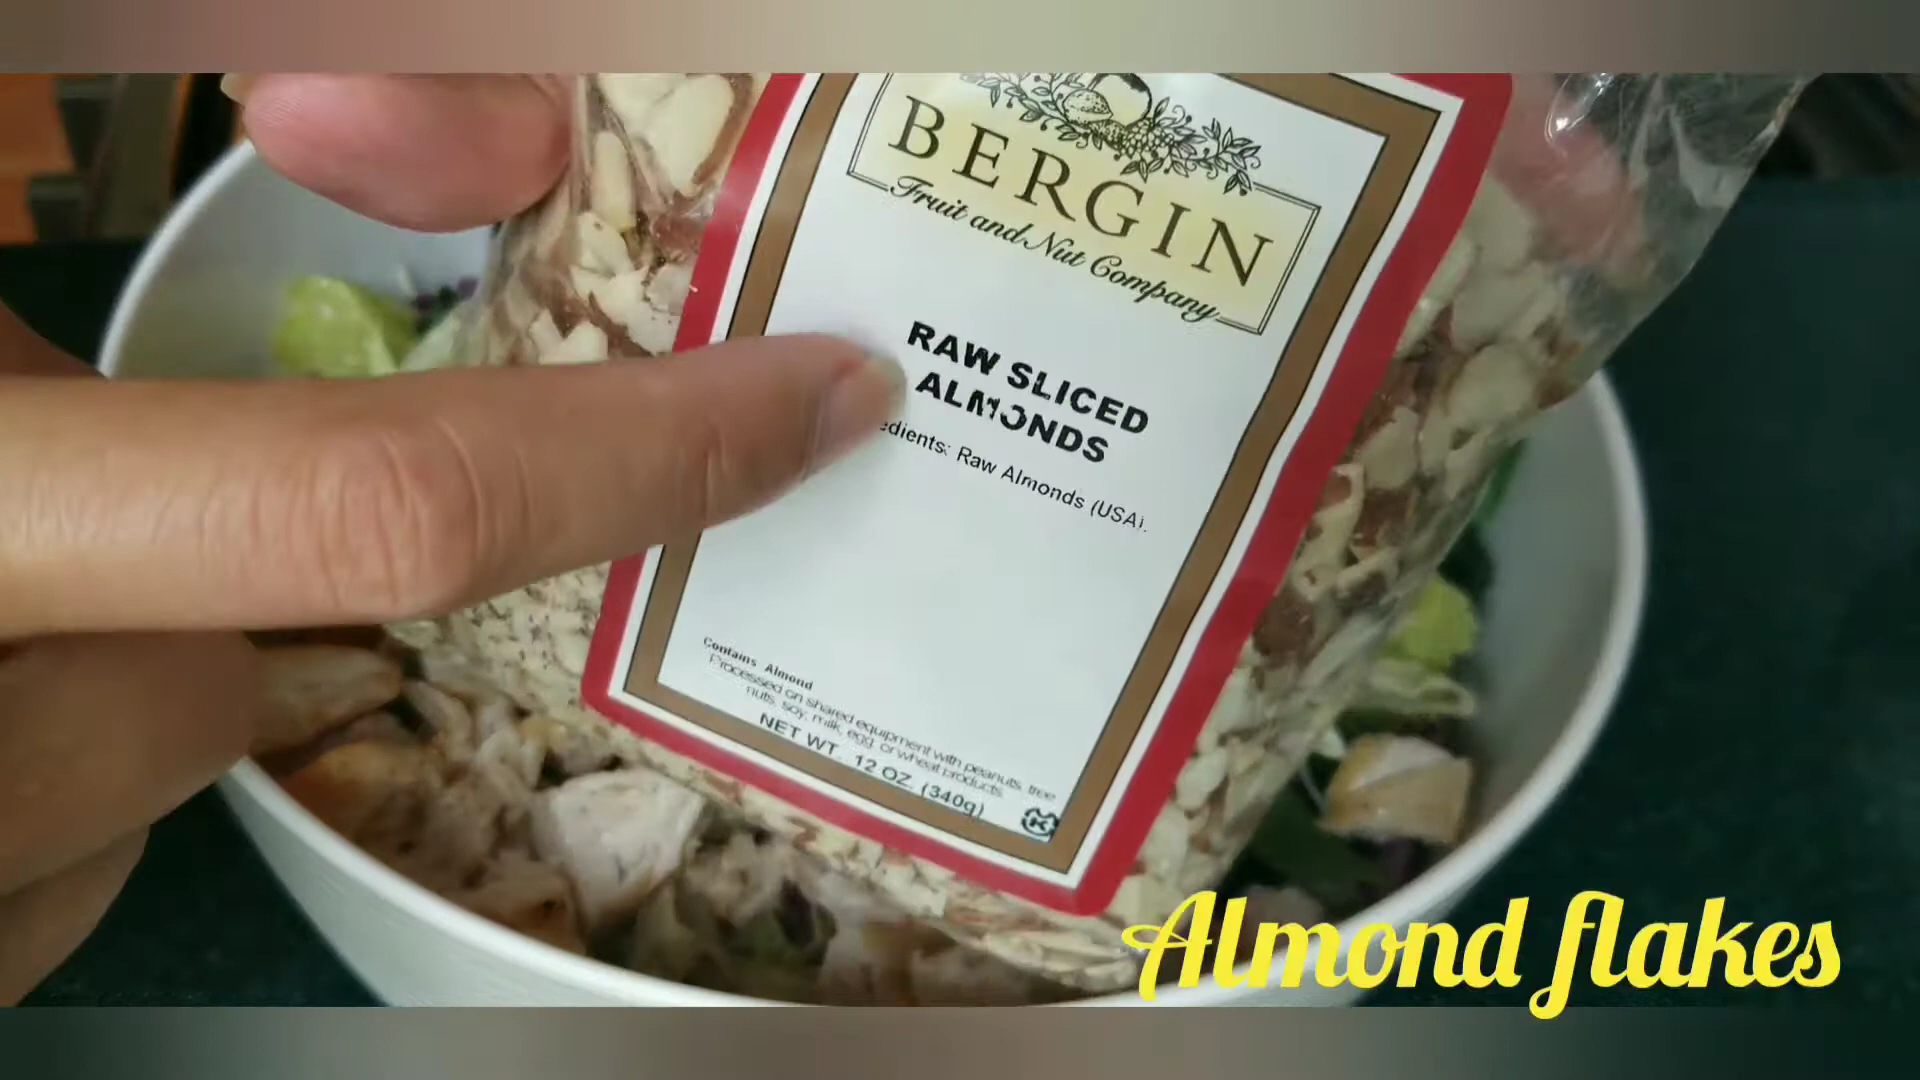 BERGIN
Fruit and Nut Company
RAW SLICED
ALMONDS
edients: Raw Almonds (USA).
Contains Almond
Processed on shared equipment with peanuts, tree
nuts, soy, milk, egg, or wheat products
NET WT. 12 OZ. (340g)
K
Almond flakes